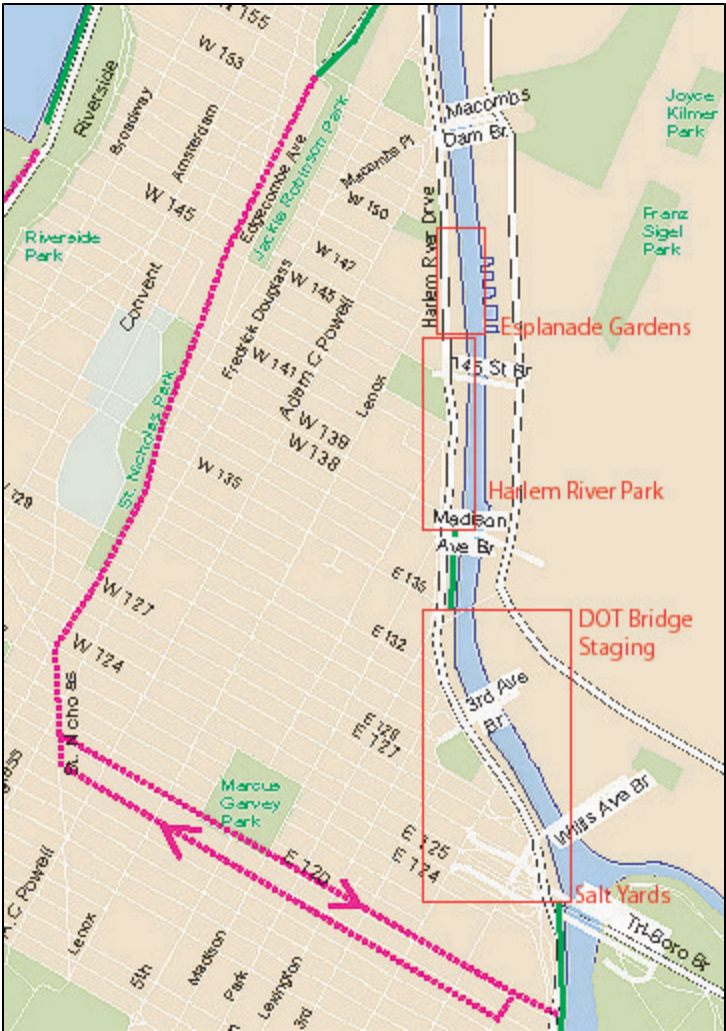 W 155
W 153
Riverside
Broadway
Amsterdam
W 145
Edgecombe Ave
Jackie Robinson Park
Macombs
Dam Br.
Joyce
Kilmer
Park
Macombs Pl
W 150
Harlem River Drive
Franz
Sigel
Park
Riverside
Park
Convent
W 147
W 145
Fredrick Douglass
Adam C Powell
W 141
Lenox
Esplanade Gardens
145 St Br
W 139
W 138
St. Nicholas Park
W 135
Harlem River Park
Madison
Ave Br
E 135
W 127
W 124
E 132
DOT Bridge
Staging
3rd Ave
Br
St. Nicholas
E 128
E 127
Marcus
Garvey
Park
E 120
Willis Ave Br
E 125
E 124
Salt Yards
Tri-Boro Br
A.C Powell
Lenox
5th
Madison
Park
Lexington
3rd